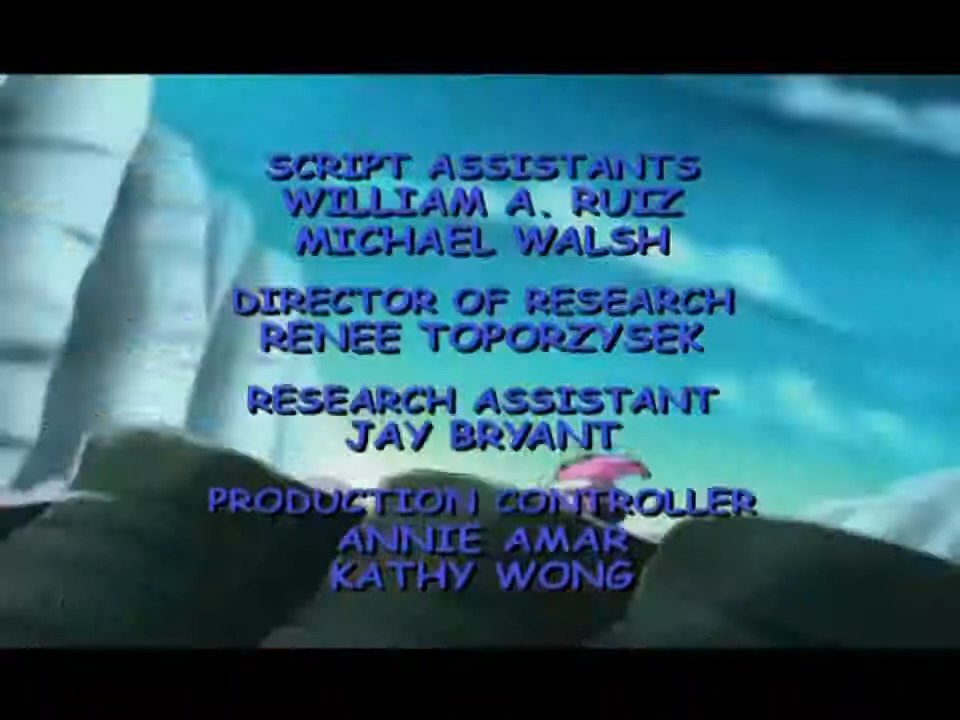 SCRIPT ASSISTANTS
WILLIAM A. RUIZ
MICHAEL WALSH
DIRECTOR OF RESEARCH
RENEE TOPORZYSEK
RESEARCH ASSISTANT
JAY BRYANT
PRODUCTION CONTROLLER
ANNIE AMAR
KATHY WONG